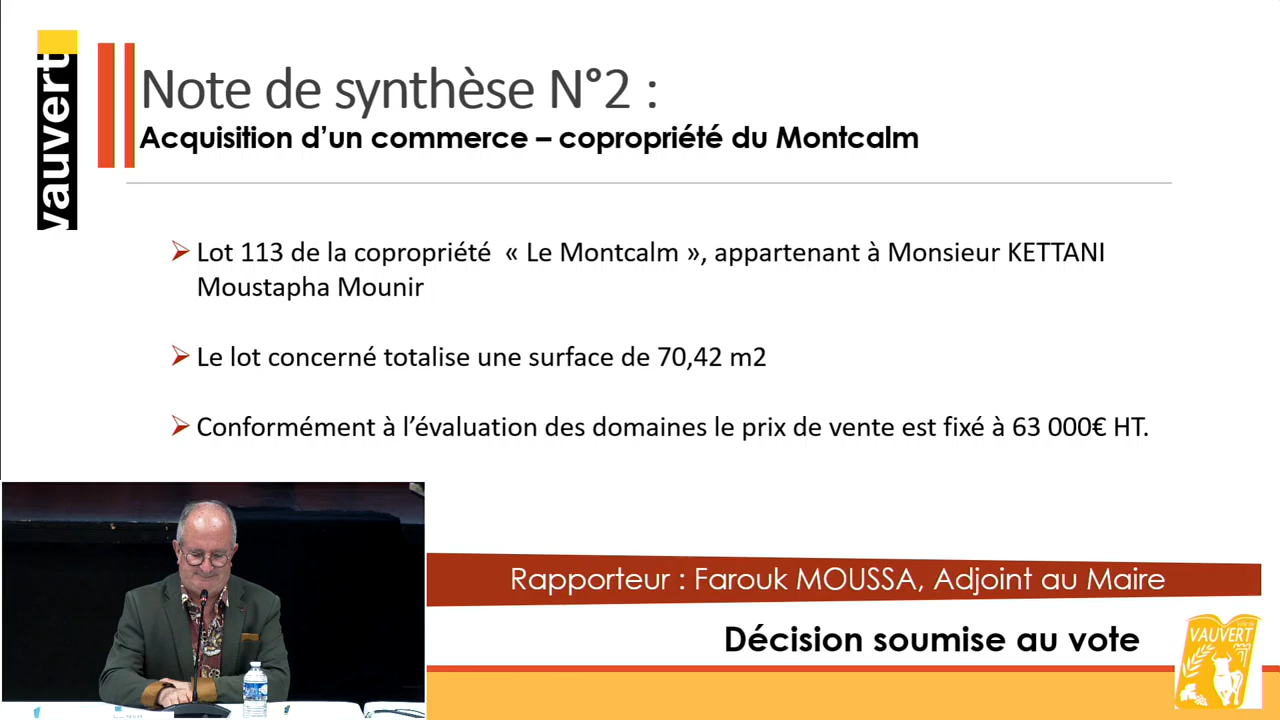 vauvert
Note de synthèse N°2 :
Acquisition d'un commerce – copropriété du Montcalm
Lot 113 de la copropriété « Le Montcalm », appartenant à Monsieur KETTANI
Moustapha Mounir
Le lot concerné totalise une surface de 70,42 m2
Conformément à l'évaluation des domaines le prix de vente est fixé à 63 000€ HT.
Rapporteur : Farouk MOUSSA, Adjoint au Maire
Décision soumise au vote
VAUVERT